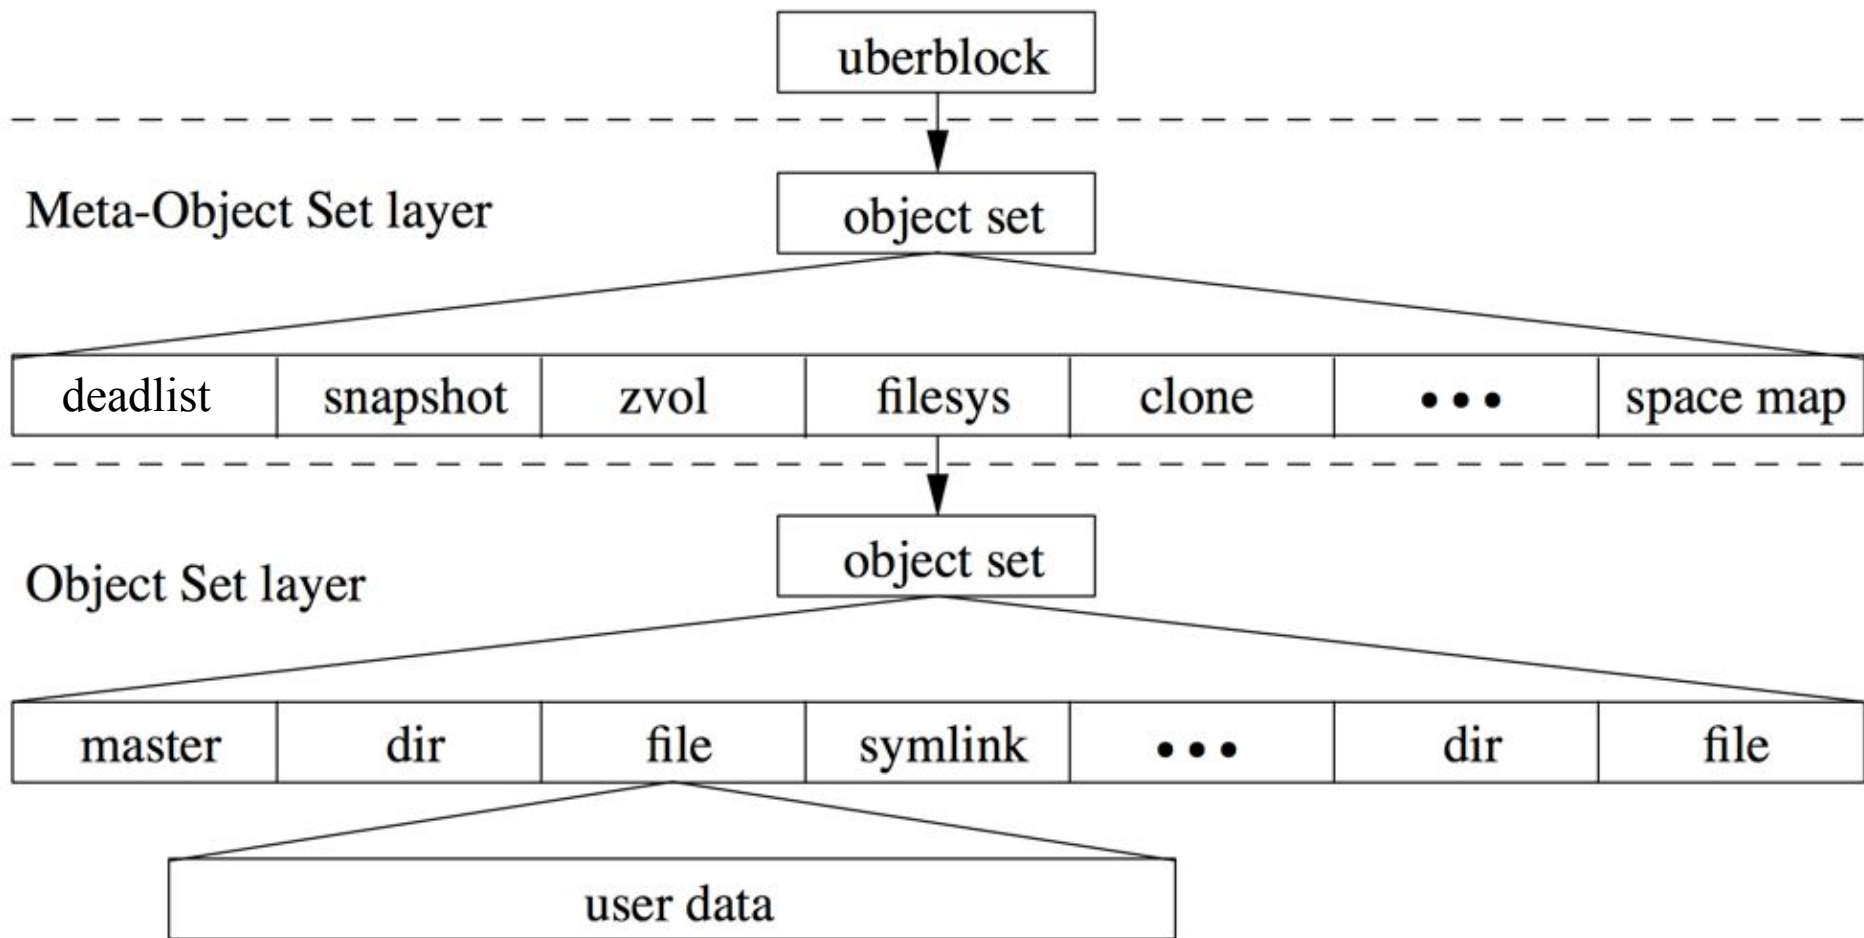 uberblock
Meta-Object Set layer
object set
deadlist snapshot zvol filesys clone ••• space map
object set
Object Set layer
master dir file symlink ••• dir file
user data